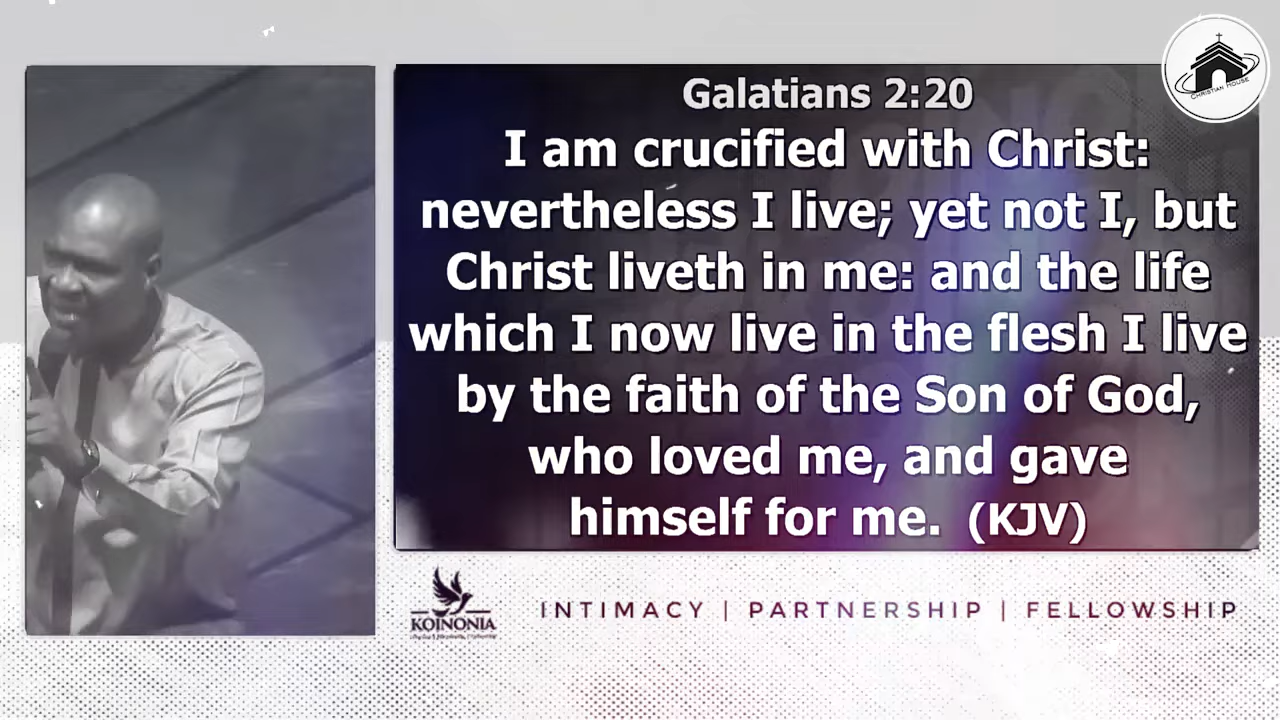 Galatians 2:20
I am crucified with Christ:
nevertheless I live; yet not I, but
Christ liveth in me: and the life
which I now live in the flesh I live
by the faith of the Son of God,
who loved me, and gave
himself for me. (KJV)
CHRISTIAN HOUSE
KOINONIA
INTIMACY | PARTNERSHIP | FELLOWSHIP